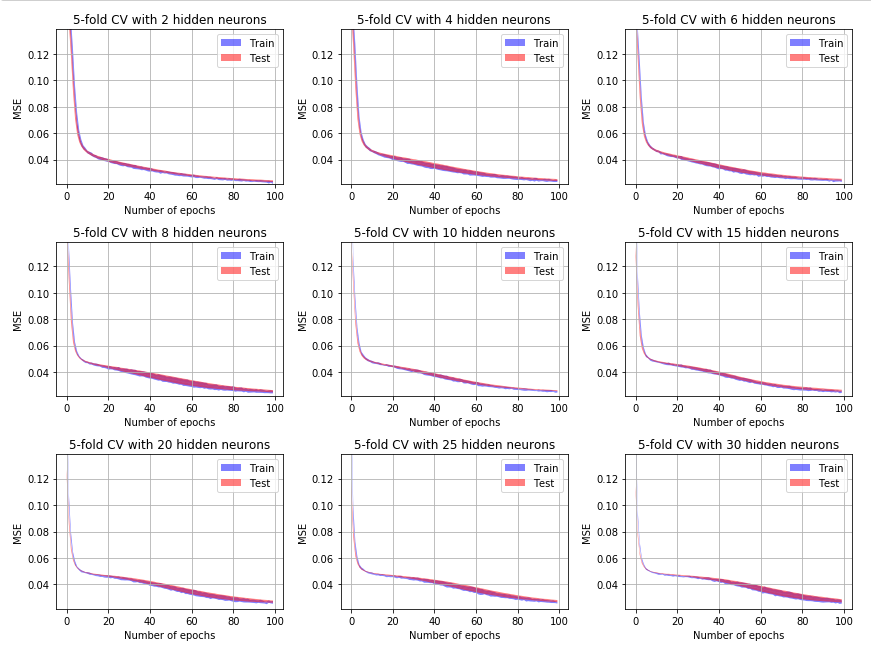 5-fold CV with 2 hidden neurons
MSE
0.12
0.10
0.08
0.06
0.04
Train
Test
0 20 40 60 80 100
Number of epochs
5-fold CV with 4 hidden neurons
MSE
0.12
0.10
0.08
0.06
0.04
Train
Test
0 20 40 60 80 100
Number of epochs
5-fold CV with 6 hidden neurons
MSE
0.12
0.10
0.08
0.06
0.04
Train
Test
0 20 40 60 80 100
Number of epochs
5-fold CV with 8 hidden neurons
MSE
0.12
0.10
0.08
0.06
0.04
Train
Test
0 20 40 60 80 100
Number of epochs
5-fold CV with 10 hidden neurons
MSE
0.12
0.10
0.08
0.06
0.04
Train
Test
0 20 40 60 80 100
Number of epochs
5-fold CV with 15 hidden neurons
MSE
0.12
0.10
0.08
0.06
0.04
Train
Test
0 20 40 60 80 100
Number of epochs
5-fold CV with 20 hidden neurons
MSE
0.12
0.10
0.08
0.06
0.04
Train
Test
0 20 40 60 80 100
Number of epochs
5-fold CV with 25 hidden neurons
MSE
0.12
0.10
0.08
0.06
0.04
Train
Test
0 20 40 60 80 100
Number of epochs
5-fold CV with 30 hidden neurons
MSE
0.12
0.10
0.08
0.06
0.04
Train
Test
0 20 40 60 80 100
Number of epochs